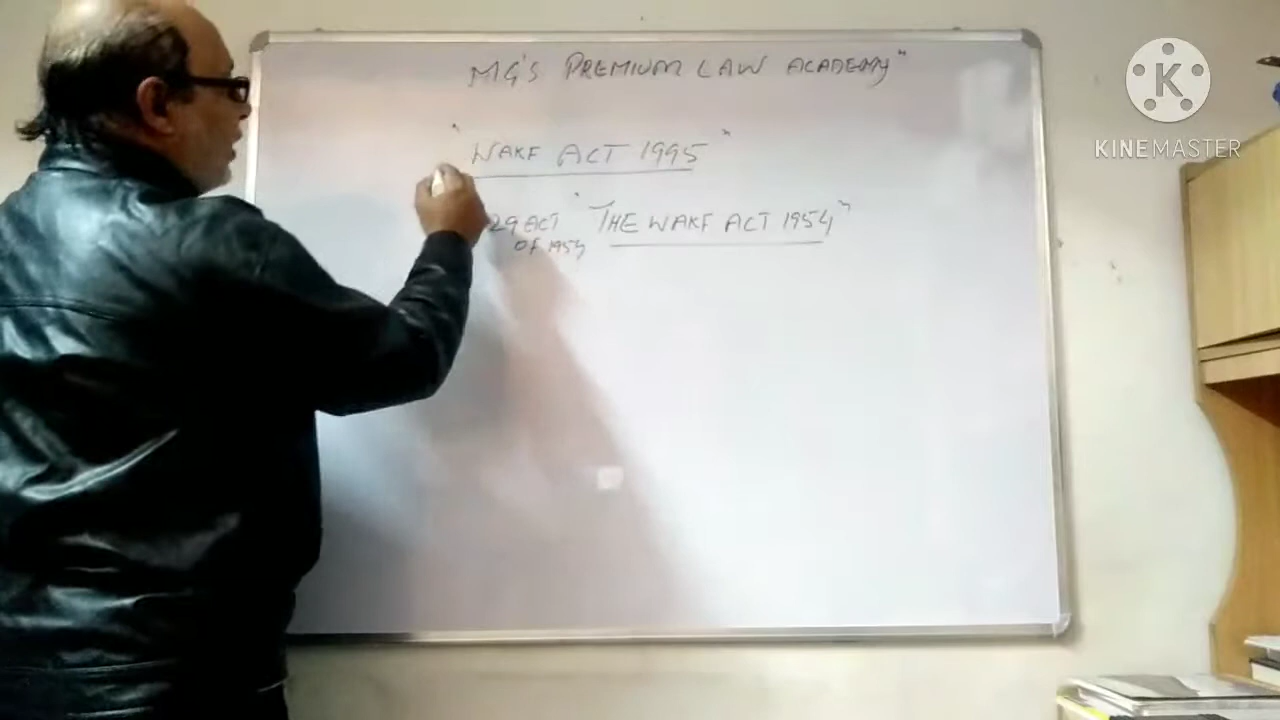 MG'S PREMIUM LAW ACADEMY"
"WAKF ACT 1995"
29 ACT "THE WAKF ACT 1954"
OF 1954
K
KINEMASTER